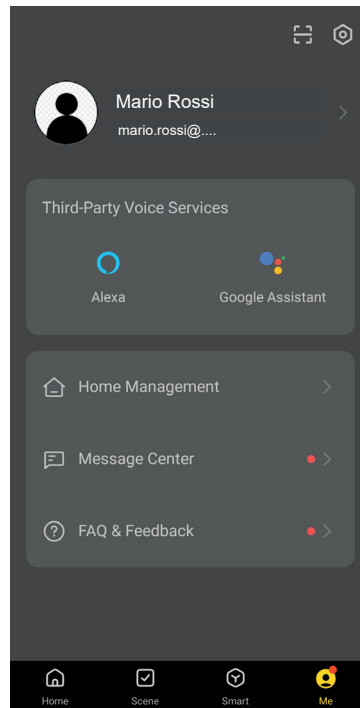 Mario Rossi
mario.rossi@....
Third-Party Voice Services
Alexa
Google Assistant
Home Management
Message Center
FAQ & Feedback
Home
Scene
Smart
Me